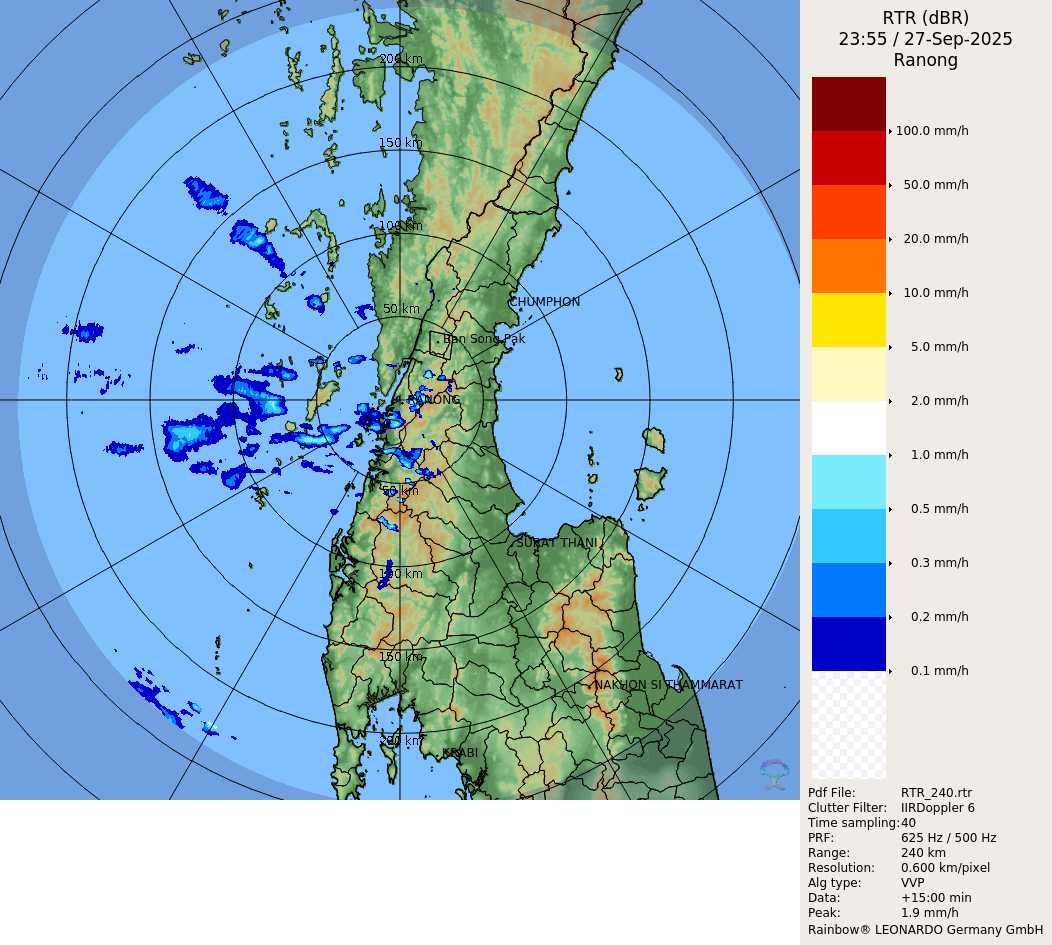 RTR (dBR)
23:55 / 27-Sep-2025
Ranong
100.0 mm/h
50.0 mm/h
20.0 mm/h
10.0 mm/h
5.0 mm/h
2.0 mm/h
1.0 mm/h
0.5 mm/h
0.3 mm/h
0.2 mm/h
0.1 mm/h
200 km
150 km
100 km
50 km
CHUMPHON
Ban Song Pak
RANONG
50 km
SURAT THANI
100 km
150 km
NAKHON SI THAMMARAT
200 km
KRABI
Pdf File: RTR_240.rtr
Clutter Filter: IIRDoppler 6
Time sampling: 40
PRF: 625 Hz / 500 Hz
Range: 240 km
Resolution: 0.600 km/pixel
Alg type: VVP
Data: +15:00 min
Peak: 1.9 mm/h
Rainbow® LEONARDO Germany GmbH